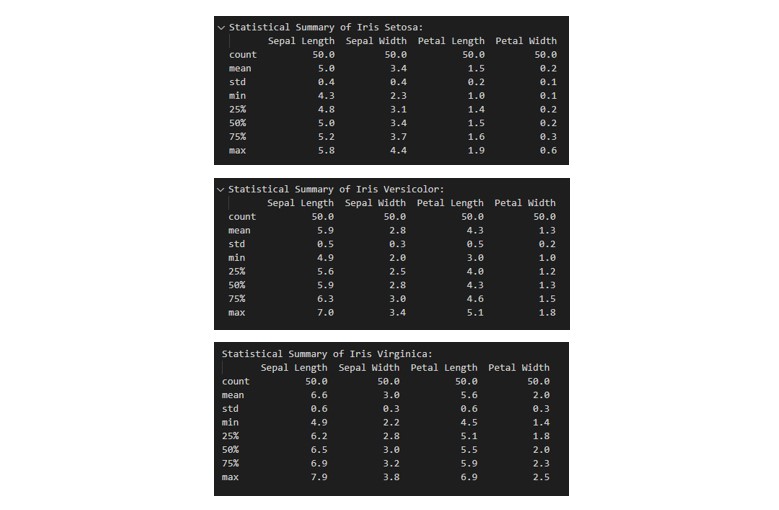 Statistical Summary of Iris Setosa:
Sepal Length Sepal Width Petal Length Petal Width
count 50.0 50.0 50.0 50.0
mean 5.0 3.4 1.5 0.2
std 0.4 0.4 0.2 0.1
min 4.3 2.3 1.0 0.1
25% 4.8 3.1 1.4 0.2
50% 5.0 3.4 1.5 0.2
75% 5.2 3.7 1.6 0.3
max 5.8 4.4 1.9 0.6
Statistical Summary of Iris Versicolor:
Sepal Length Sepal Width Petal Length Petal Width
count 50.0 50.0 50.0 50.0
mean 5.9 2.8 4.3 1.3
std 0.5 0.3 0.5 0.2
min 4.9 2.0 3.0 1.0
25% 5.6 2.5 4.0 1.2
50% 5.9 2.8 4.3 1.3
75% 6.3 3.0 4.6 1.5
max 7.0 3.4 5.1 1.8
Statistical Summary of Iris Virginica:
Sepal Length Sepal Width Petal Length Petal Width
count 50.0 50.0 50.0 50.0
mean 6.6 3.0 5.6 2.0
std 0.6 0.3 0.6 0.3
min 4.9 2.2 4.5 1.4
25% 6.2 2.8 5.1 1.8
50% 6.5 3.0 5.5 2.0
75% 6.9 3.2 5.9 2.3
max 7.9 3.8 6.9 2.5